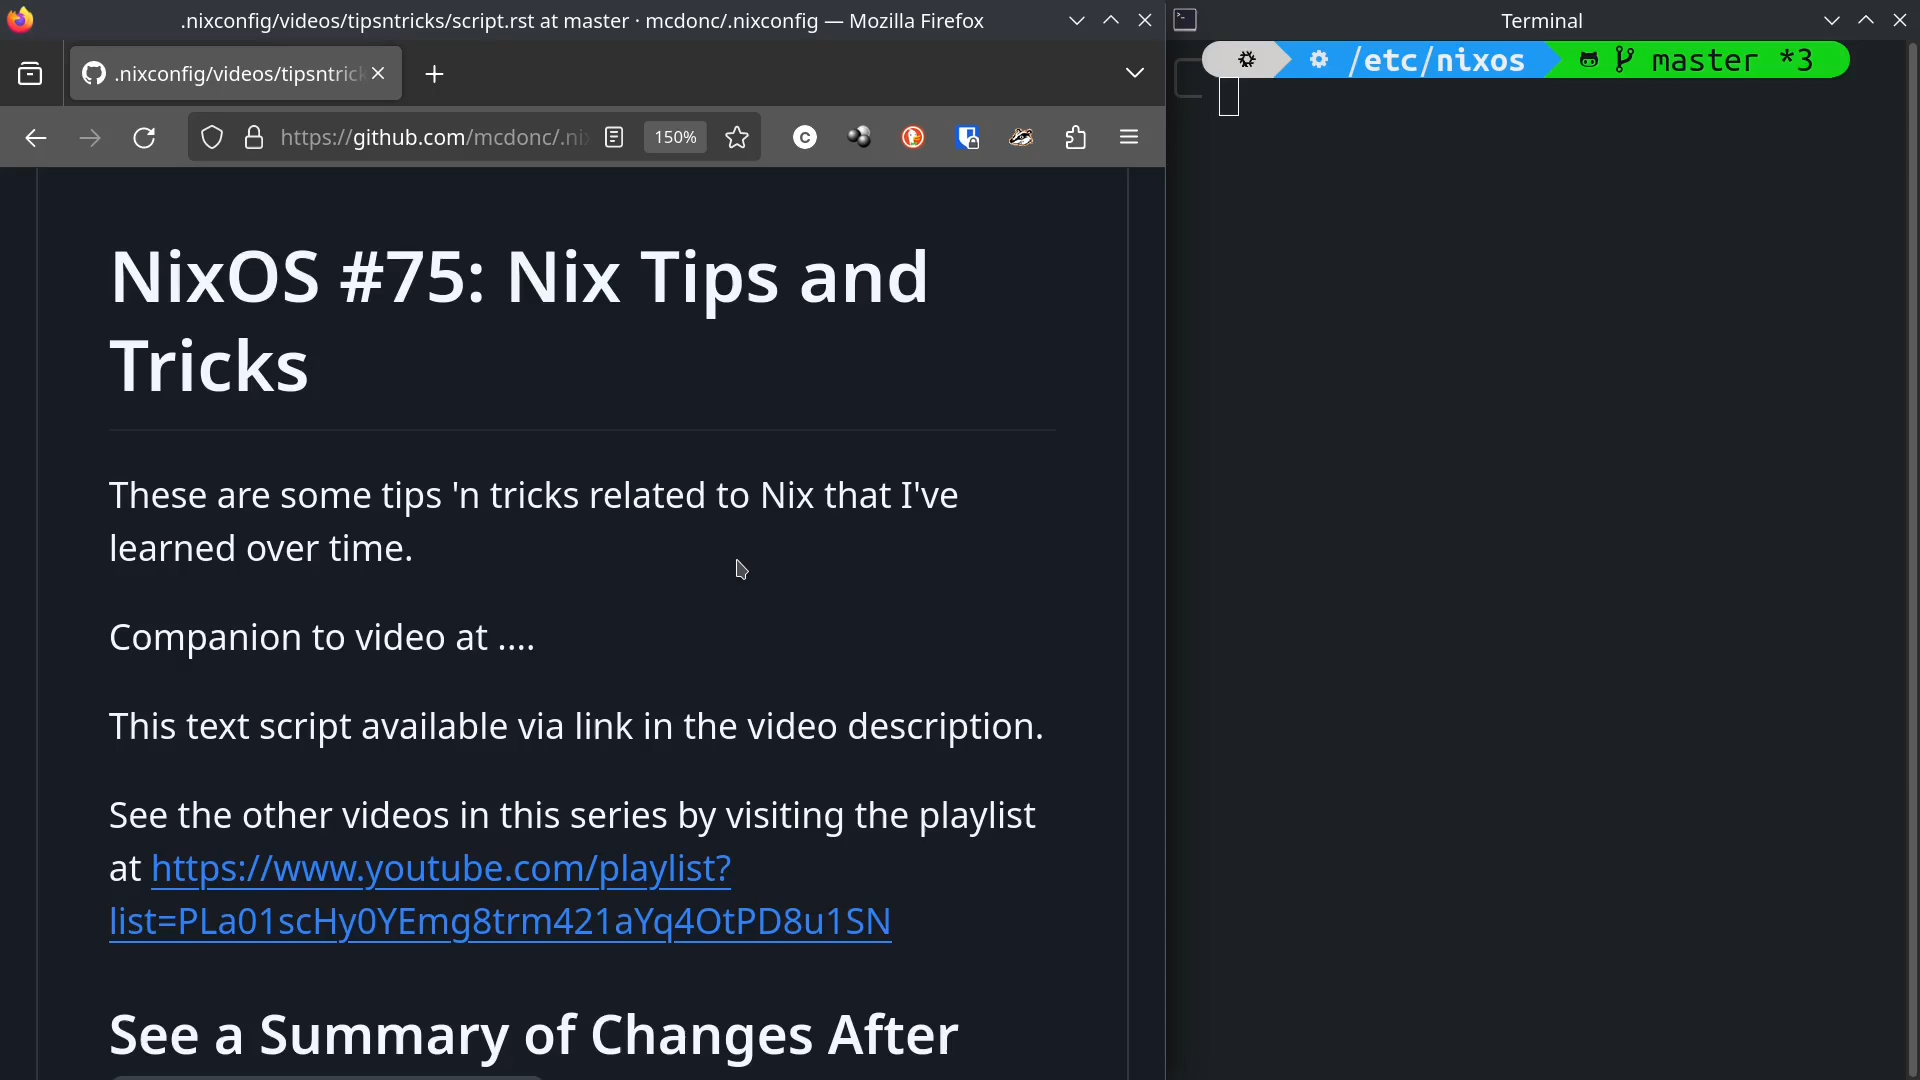 .nixconfig/videos/tipsntricks/script.rst at master · mcdonc/.nixconfig — Mozilla Firefox
.nixconfig/videos/tipsntrick
https://github.com/mcdonc/.ni
150%
NixOS #75: Nix Tips and
Tricks
These are some tips 'n tricks related to Nix that I've
learned over time.
Companion to video at ....
This text script available via link in the video description.
See the other videos in this series by visiting the playlist
at https://www.youtube.com/playlist?
list=PLa01scHy0YEmg8trm421aYq4OtPD8u1SN
See a Summary of Changes After
Terminal
/etc/nixos
master *3